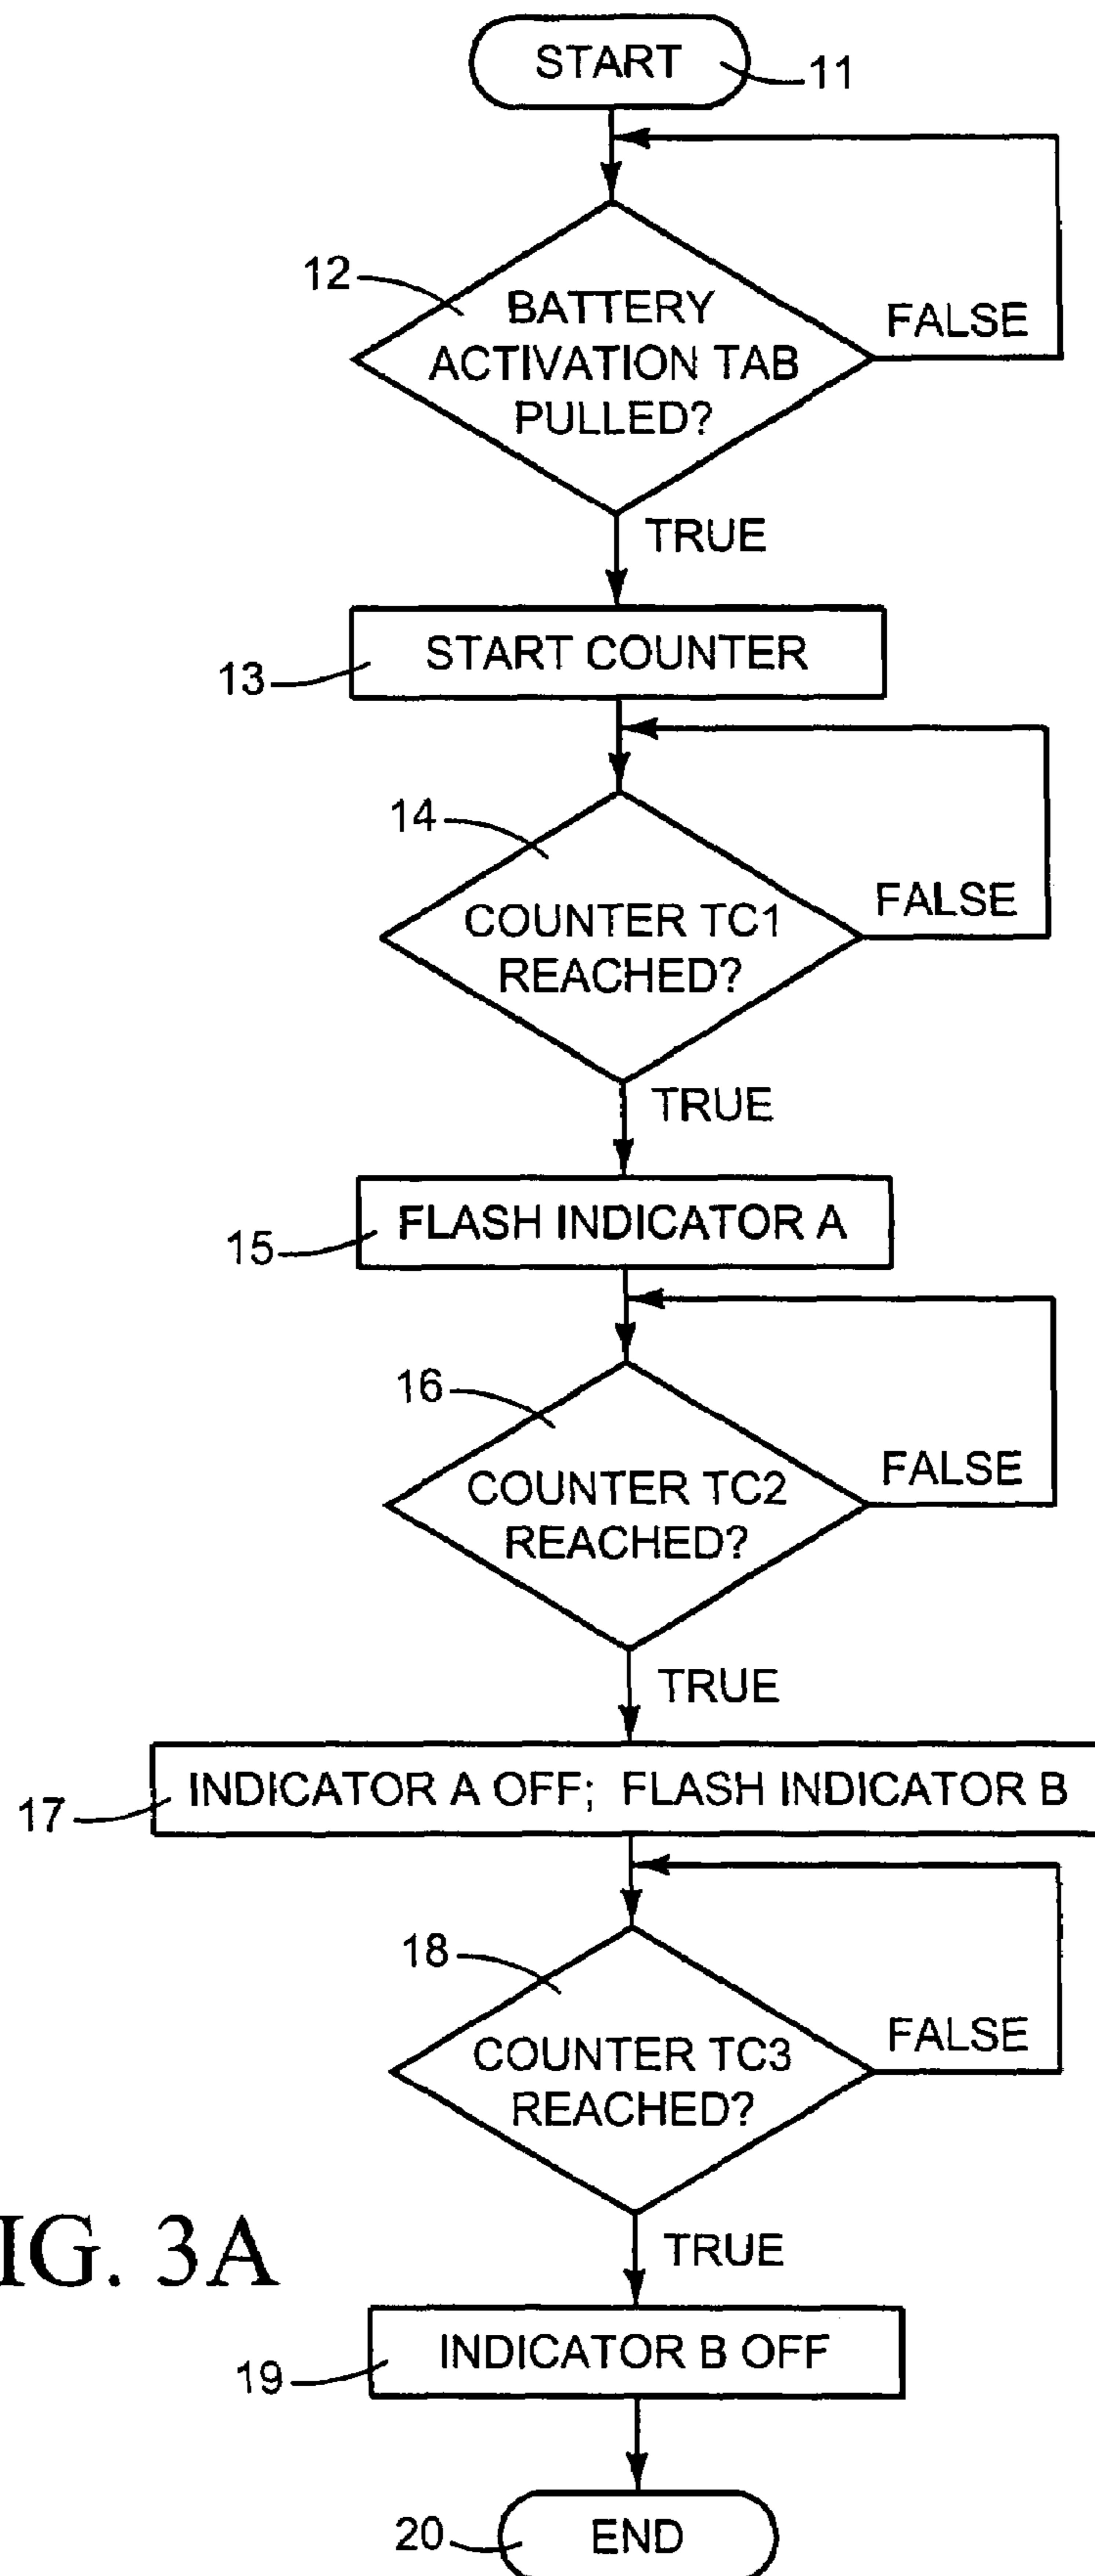 START
11
12
BATTERY
ACTIVATION TAB
PULLED?
FALSE
TRUE
START COUNTER
13
14
COUNTER TC1
REACHED?
FALSE
TRUE
FLASH INDICATOR A
15
16
COUNTER TC2
REACHED?
FALSE
TRUE
INDICATOR A OFF; FLASH INDICATOR B
17
18
COUNTER TC3
REACHED?
FALSE
TRUE
IG. 3A
INDICATOR B OFF
19
20
END